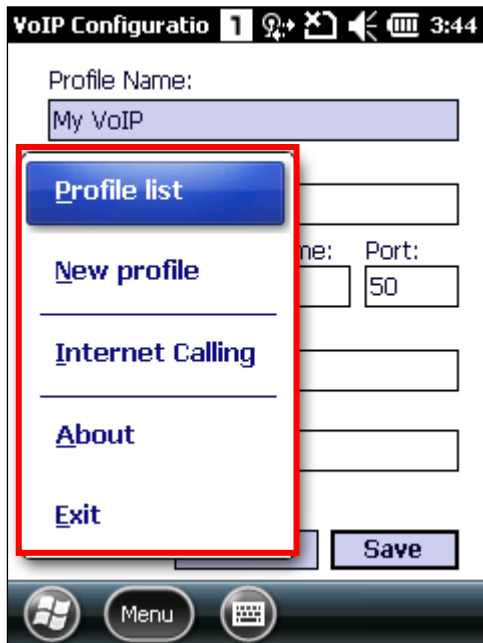 VoIP Configuratio 1 3:44
Profile Name:
My VoIP
Profile list
me: Port:
New profile
50
Internet Calling
About
Exit
Save
Menu